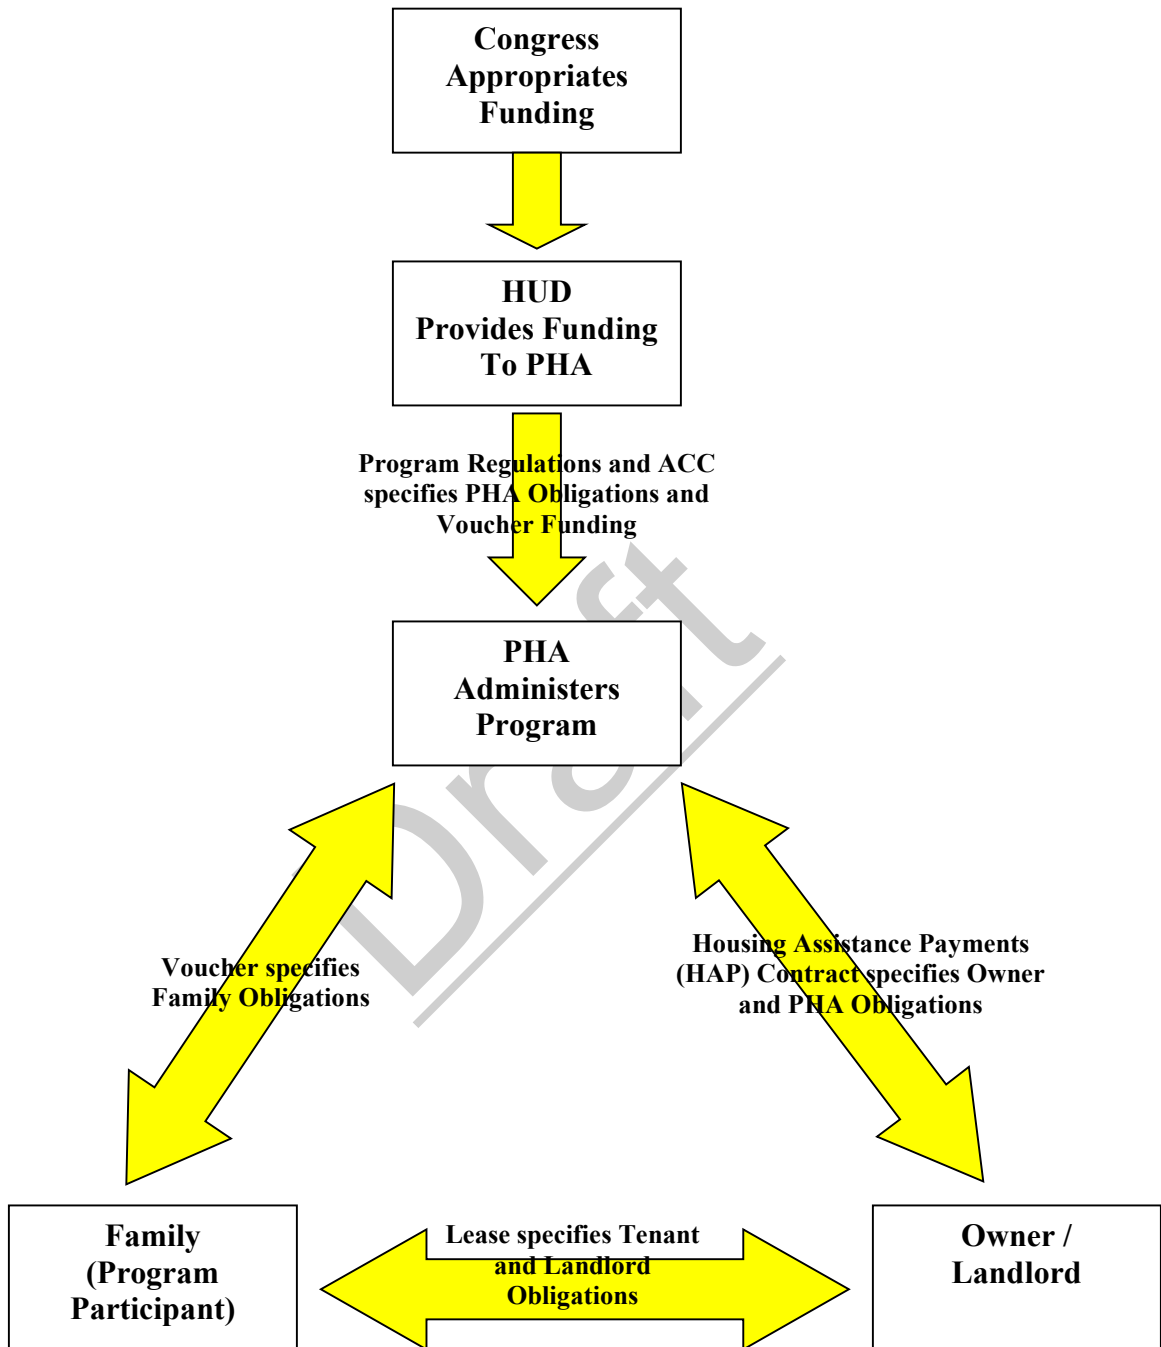 Congress
Appropriates
Funding
HUD
Provides Funding
To PHA
Program Regulations and ACC
specifies PHA Obligations and
Voucher Funding
PHA
Administers
Program
Draft
Voucher specifies
Family Obligations
Housing Assistance Payments
(HAP) Contract specifies Owner
and PHA Obligations
Family
(Program
Participant)
Lease specifies Tenant
and Landlord
Obligations
Owner /
Landlord